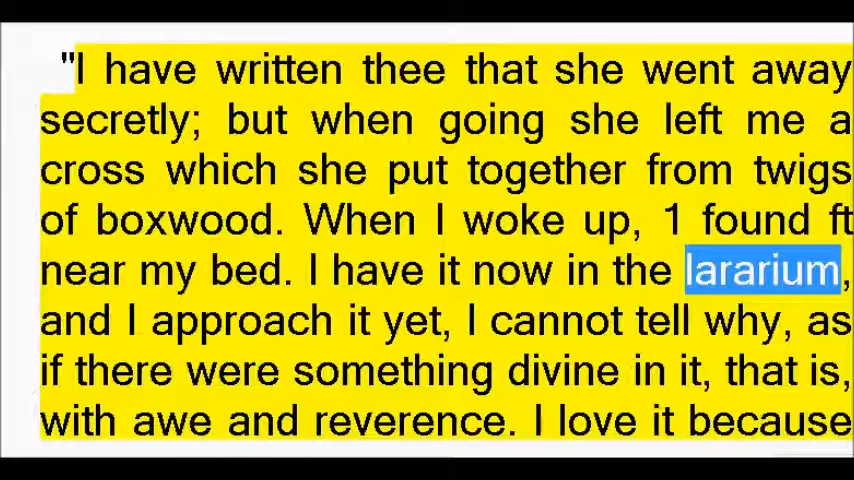 "I have written thee that she went away
secretly; but when going she left me a
cross which she put together from twigs
of boxwood. When I woke up, 1 found ft
near my bed. I have it now in the lararium,
and I approach it yet, I cannot tell why, as
if there were something divine in it, that is,
with awe and reverence. I love it because